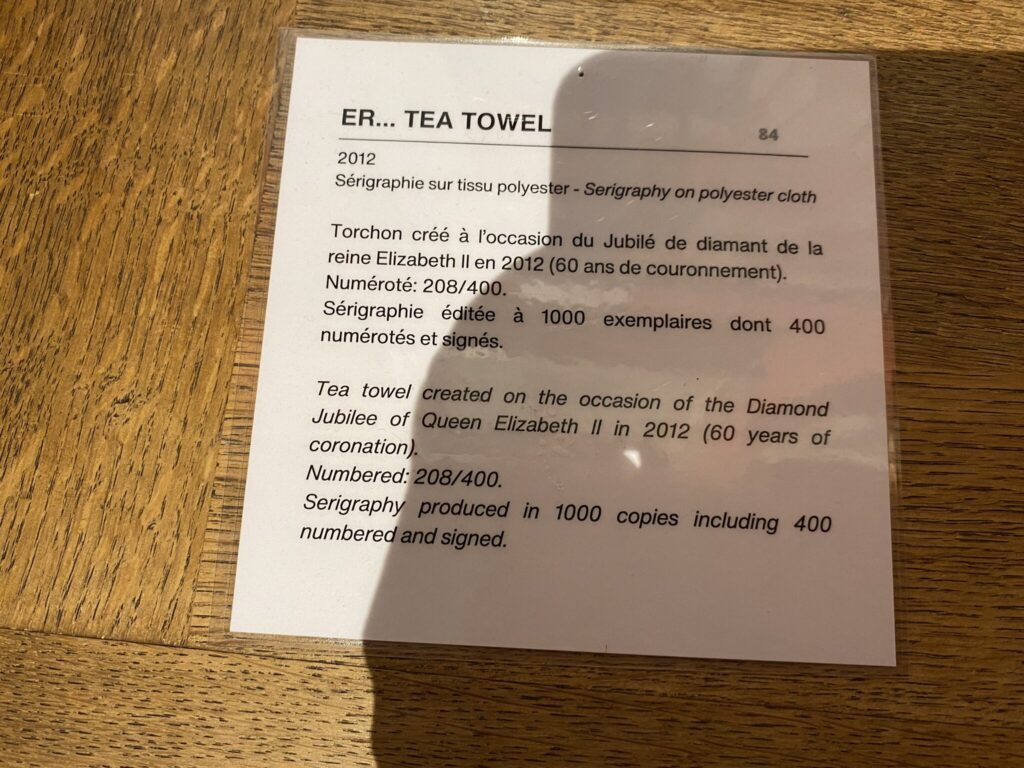 ER... TEA TOWEL 84
2012
Sérigraphie sur tissu polyester - Serigraphy on polyester cloth
Torchon créé à l'occasion du Jubilé de diamant de la
reine Elizabeth II en 2012 (60 ans de couronnement).
Numéroté: 208/400.
Sérigraphie éditée à 1000 exemplaires dont 400
numérotés et signés.
Tea towel created on the occasion of the Diamond
Jubilee of Queen Elizabeth II in 2012 (60 years of
coronation).
Numbered: 208/400.
Serigraphy produced in 1000 copies including 400
numbered and signed.